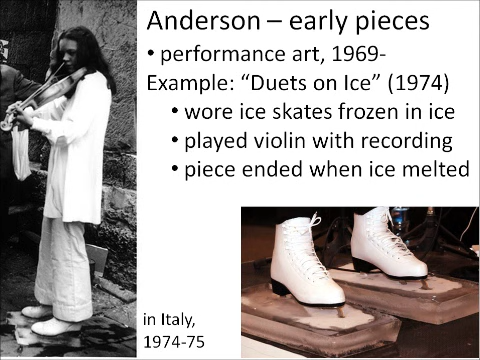 Anderson – early pieces
• performance art, 1969-
Example: “Duets on Ice” (1974)
• wore ice skates frozen in ice
• played violin with recording
• piece ended when ice melted
in Italy,
1974-75